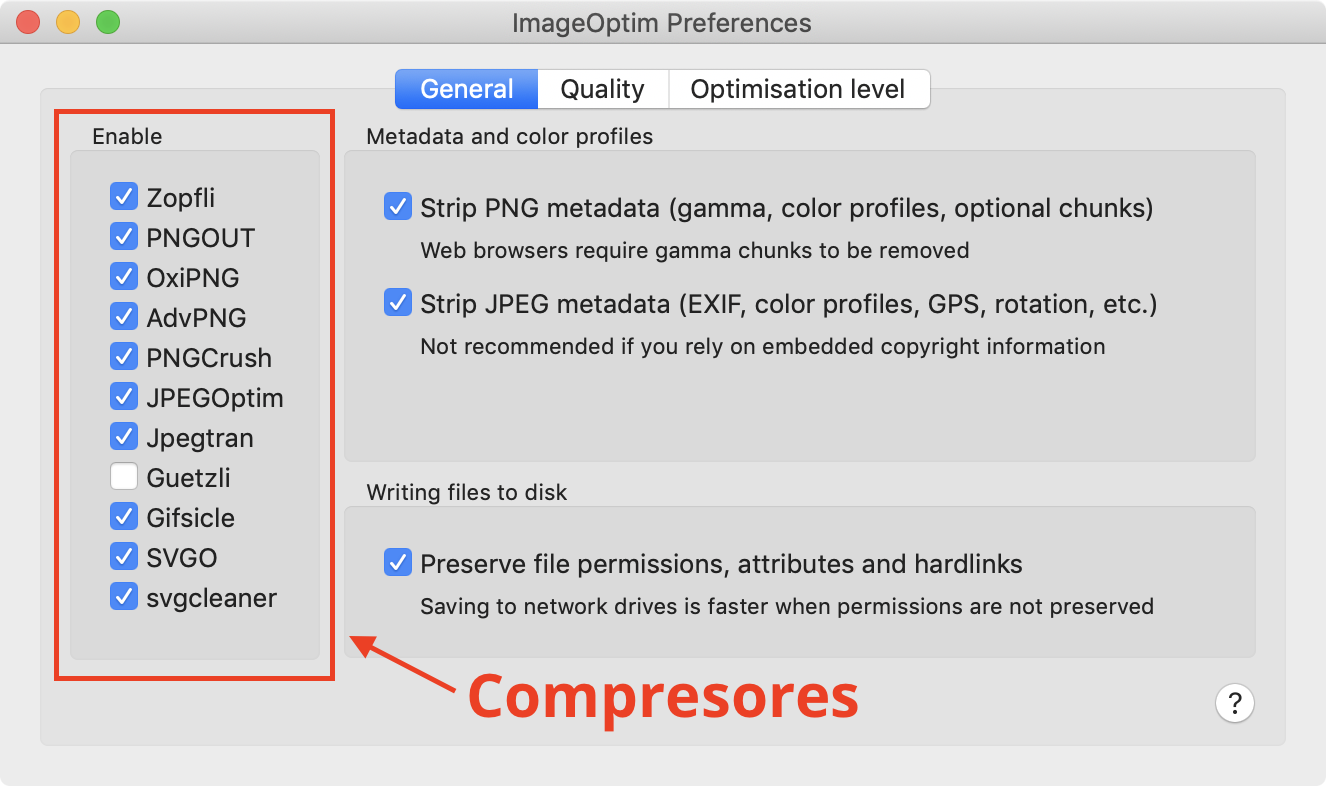 ImageOptim Preferences
General
Quality
Optimisation level
Enable
Zopfli
PNGOUT
OxiPNG
AdvPNG
PNGCrush
JPEGOptim
Jpegtran
Guetzli
Gifsicle
SVGO
svgcleaner
Metadata and color profiles
Strip PNG metadata (gamma, color profiles, optional chunks)
Web browsers require gamma chunks to be removed
Strip JPEG metadata (EXIF, color profiles, GPS, rotation, etc.)
Not recommended if you rely on embedded copyright information
Writing files to disk
Preserve file permissions, attributes and hardlinks
Saving to network drives is faster when permissions are not preserved
Compresores
?